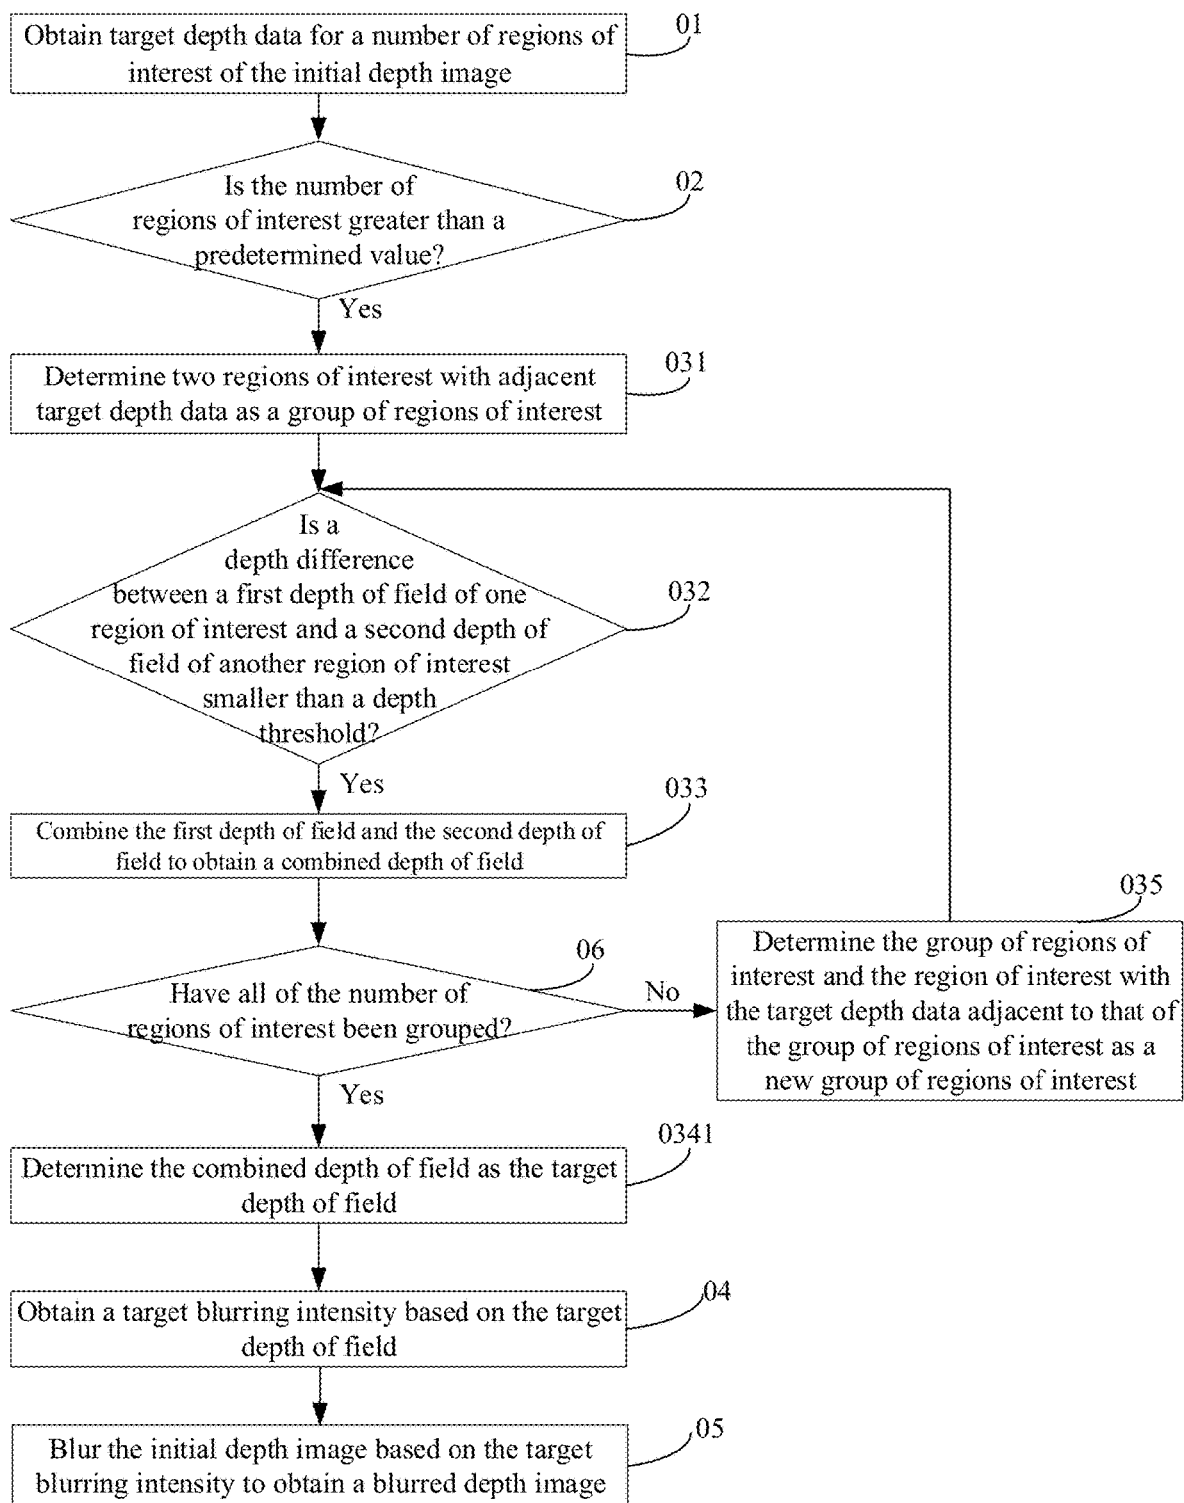 Obtain target depth data for a number of regions of
interest of the initial depth image
01
Is the number of
regions of interest greater than a
predetermined value?
02
Yes
Determine two regions of interest with adjacent
target depth data as a group of regions of interest
031
Is a
depth difference
between a first depth of field of one
region of interest and a second depth of
field of another region of interest
smaller than a depth
threshold?
032
Yes
Combine the first depth of field and the second depth of
field to obtain a combined depth of field
033
Have all of the number of
regions of interest been grouped?
06
No
Determine the group of regions of
interest and the region of interest with
the target depth data adjacent to that of
the group of regions of interest as a
new group of regions of interest
035
Yes
Determine the combined depth of field as the target
depth of field
0341
Obtain a target blurring intensity based on the target
depth of field
04
Blur the initial depth image based on the target
blurring intensity to obtain a blurred depth image
05